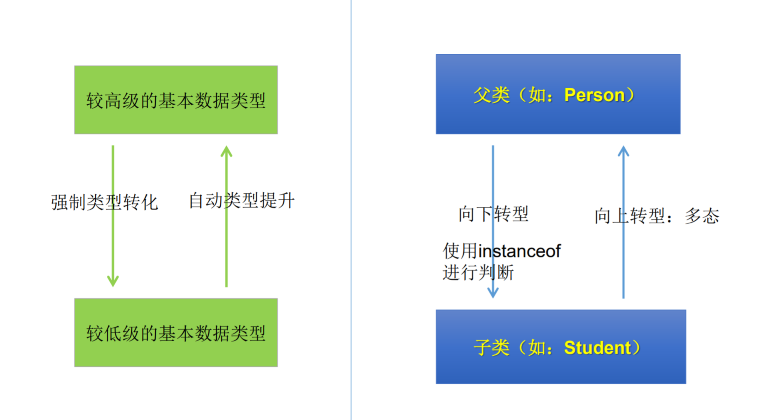 较高级的基本数据类型
强制类型转化
自动类型提升
较低级的基本数据类型
父类（如：Person）
向下转型
使用instanceof
进行判断
向上转型：多态
子类（如：Student）